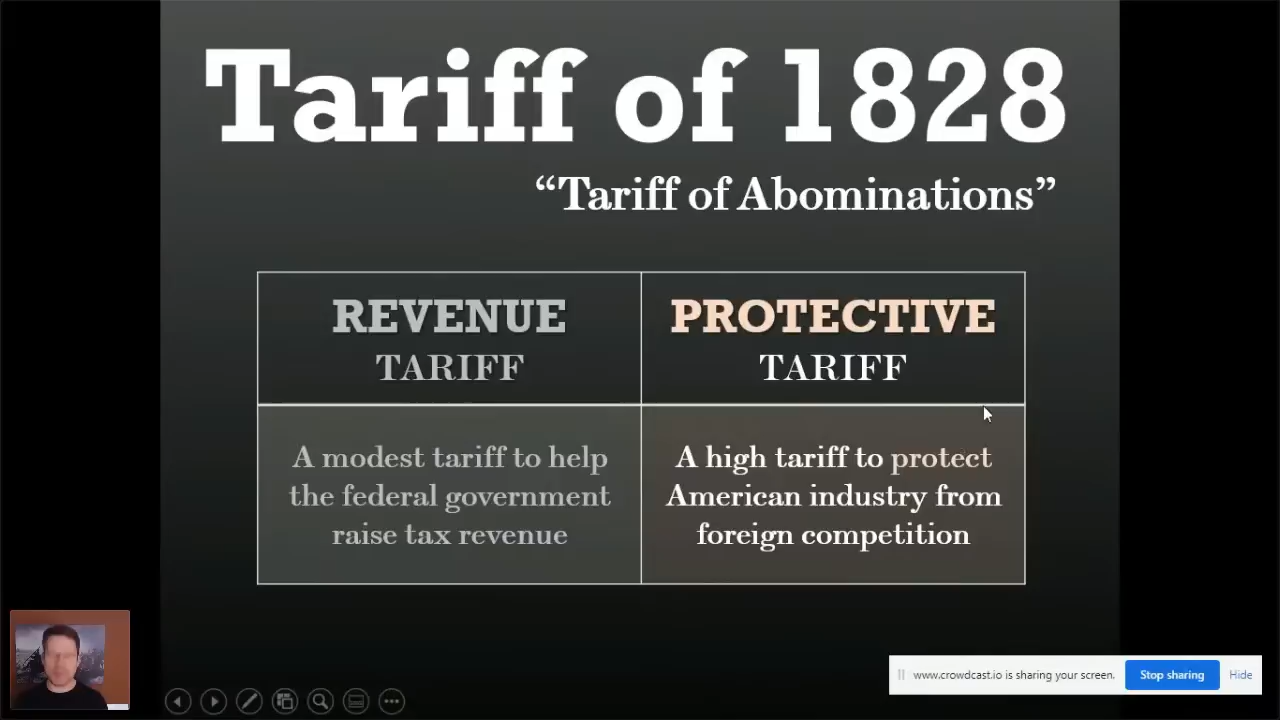 Tariff of 1828
“Tariff of Abominations”
REVENUE
TARIFF
PROTECTIVE
TARIFF
A modest tariff to help
the federal government
raise tax revenue
A high tariff to protect
American industry from
foreign competition
www.crowdcast.io is sharing your screen.
Stop sharing
Hide